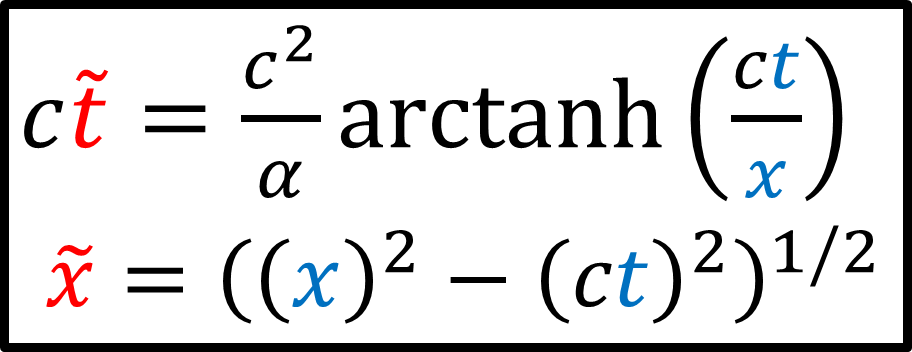 ct̃ = c²/α arctanh (ct/x)
x̃ = ((x)² − (ct)²)^1/2